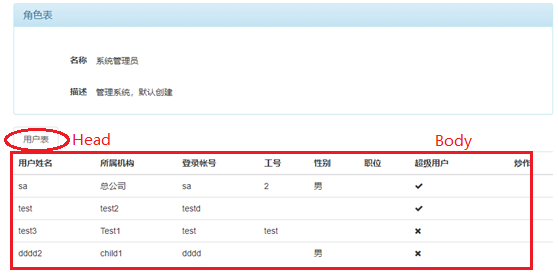 角色表
名称 系统管理员
描述 管理系统，默认创建
用户表 Head Body
用户姓名 所属机构 登录帐号 工号 性别 职位 超级用户 炒作
sa 总公司 sa 2 男 ✔
test test2 testd ✔
test3 Test1 test test ✖
dddd2 child1 dddd 男 ✖